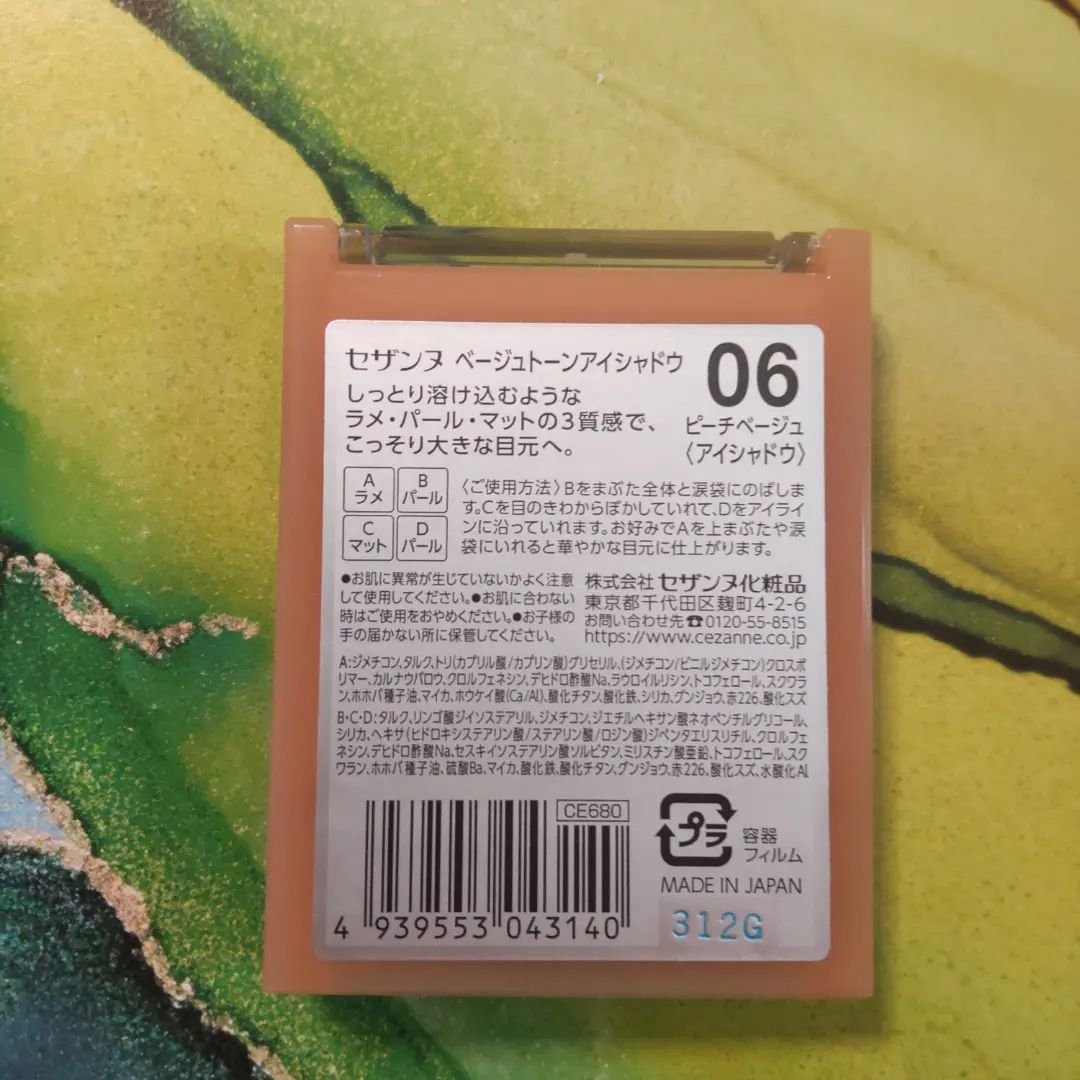 セザンヌ ベージュトーンアイシャドウ
06
しっとり溶け込むような
ラメ・パール・マットの3質感で、
こっそり大きな目元へ。
ピーチベージュ
〈アイシャドウ〉
A
ラメ
B
パール
C
マット
D
パール
〈ご使用方法〉Bをまぶた全体と涙袋にのばしま
す。Cを目のきわからぼかしていれて、Dをアイライ
ンに沿っていれます。お好みでAを上まぶたや涙
袋にいれると華やかな目元に仕上がります。
●お肌に異常が生じていないかよく注意
して使用してください。●お肌に合わない
時はご使用をおやめください。●お子様の
手の届かない所に保管してください。
株式会社 セザンヌ化粧品
東京都千代田区麹町4-2-6
お問い合わせ先☎0120-55-8515
https://www.cezanne.co.jp
A:ジメチコン、タルク、トリ(カプリル酸/カプリン酸)グリセリル、(ジメチコン/ビニルジメチコン)クロスポ
リマー、カルナウバロウ、クロルフェネシン、デヒドロ酢酸Na、ラウロイルリシン、トコフェロール、スクワラ
ン、ホホバ種子油、マイカ、ホウケイ酸(Ca/Al)、酸化チタン、酸化鉄、シリカ、グンジョウ、赤226、酸化スズ
B・C・D:タルク、リンゴ酸ジイソステアリル、ジメチコン、ジエチルヘキサン酸ネオペンチルグリコール、
シリカ、ヘキサ(ヒドロキシステアリン酸/ステアリン酸/ロジン酸)ジペンタエリスリチル、クロルフェ
ネシン、デヒドロ酢酸Na、セスキイソステアリン酸ソルビタン、ミリスチン酸亜鉛、トコフェロール、スク
ワラン、ホホバ種子油、硫酸Ba、マイカ、酸化鉄、酸化チタン、グンジョウ、赤226、酸化スズ、水酸化Al
CE680
プラ
容器
フィルム
MADE IN JAPAN
4 939553 043140
312G